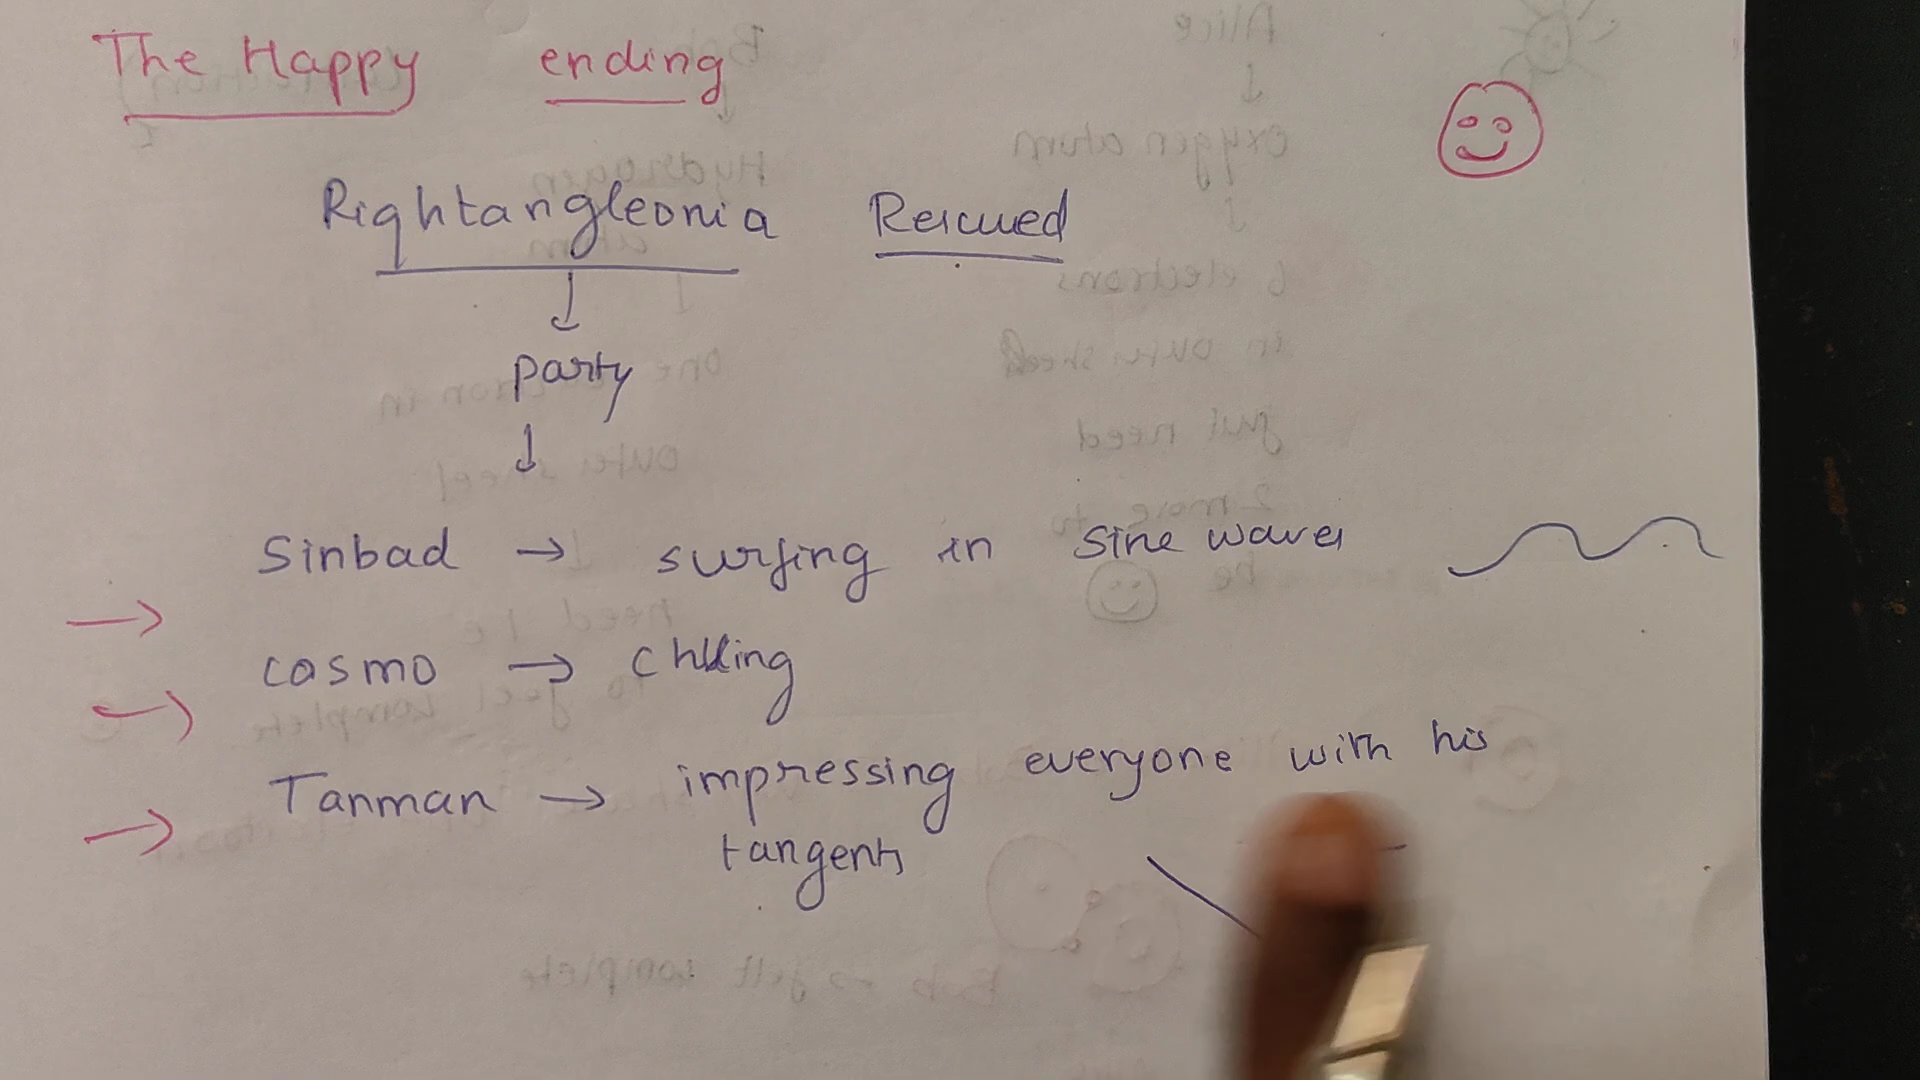 The Happy ending
Rightangleonia Rescued
party
Sinbad → surfing in sine waves
cosmo → chilling
Tanman → impressing everyone with his
tangents